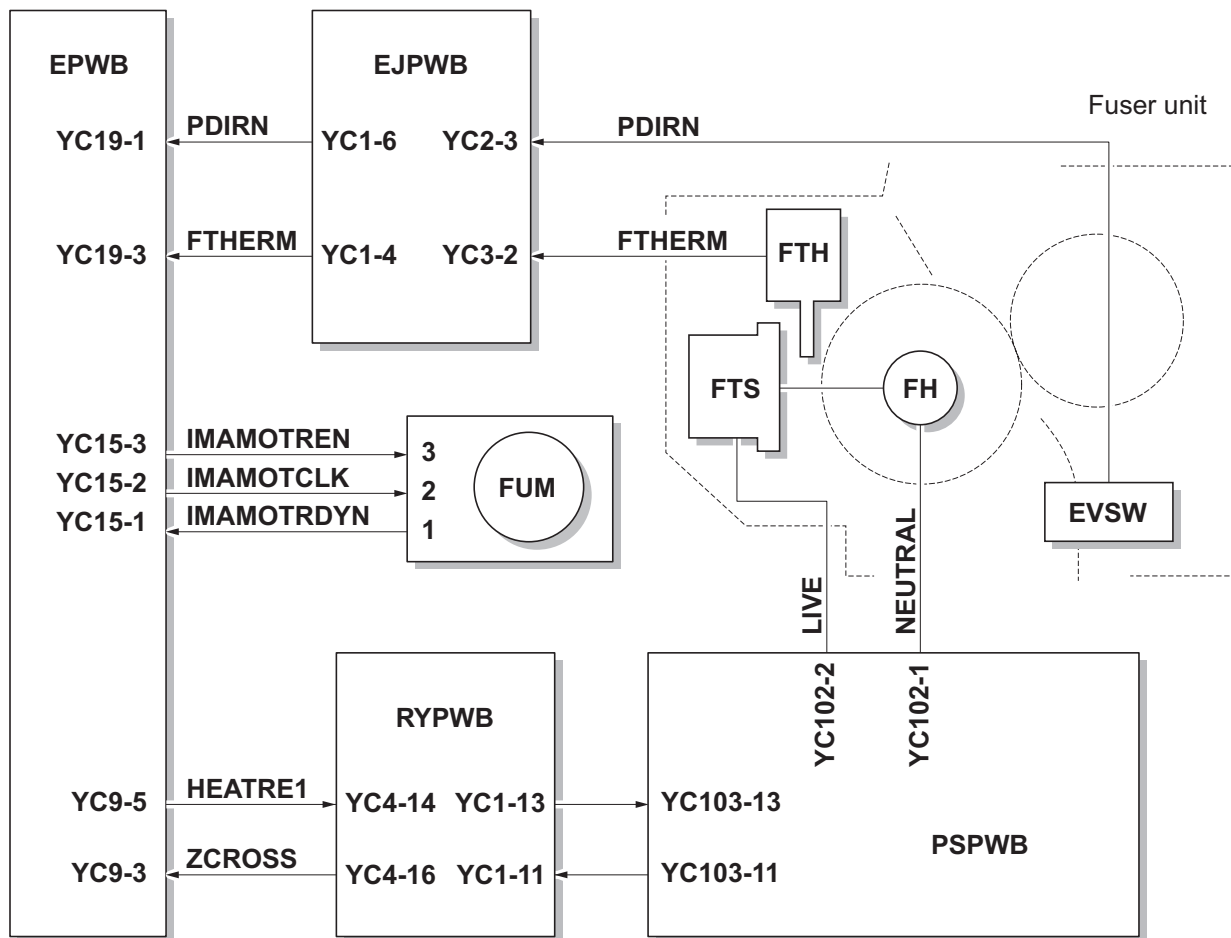 EPWB
EJPWB
Fuser unit
YC19-1
PDIRN
YC1-6
YC2-3
PDIRN
YC19-3
FTHERM
YC1-4
YC3-2
FTHERM
FTH
FTS
FH
EVSW
YC15-3
IMAMOTREN
3
YC15-2
IMAMOTCLK
2
YC15-1
IMAMOTRDYN
1
FUM
LIVE
NEUTRAL
YC102-2
YC102-1
RYPWB
PSPWB
YC9-5
HEATRE1
YC4-14
YC1-13
YC103-13
YC9-3
ZCROSS
YC4-16
YC1-11
YC103-11